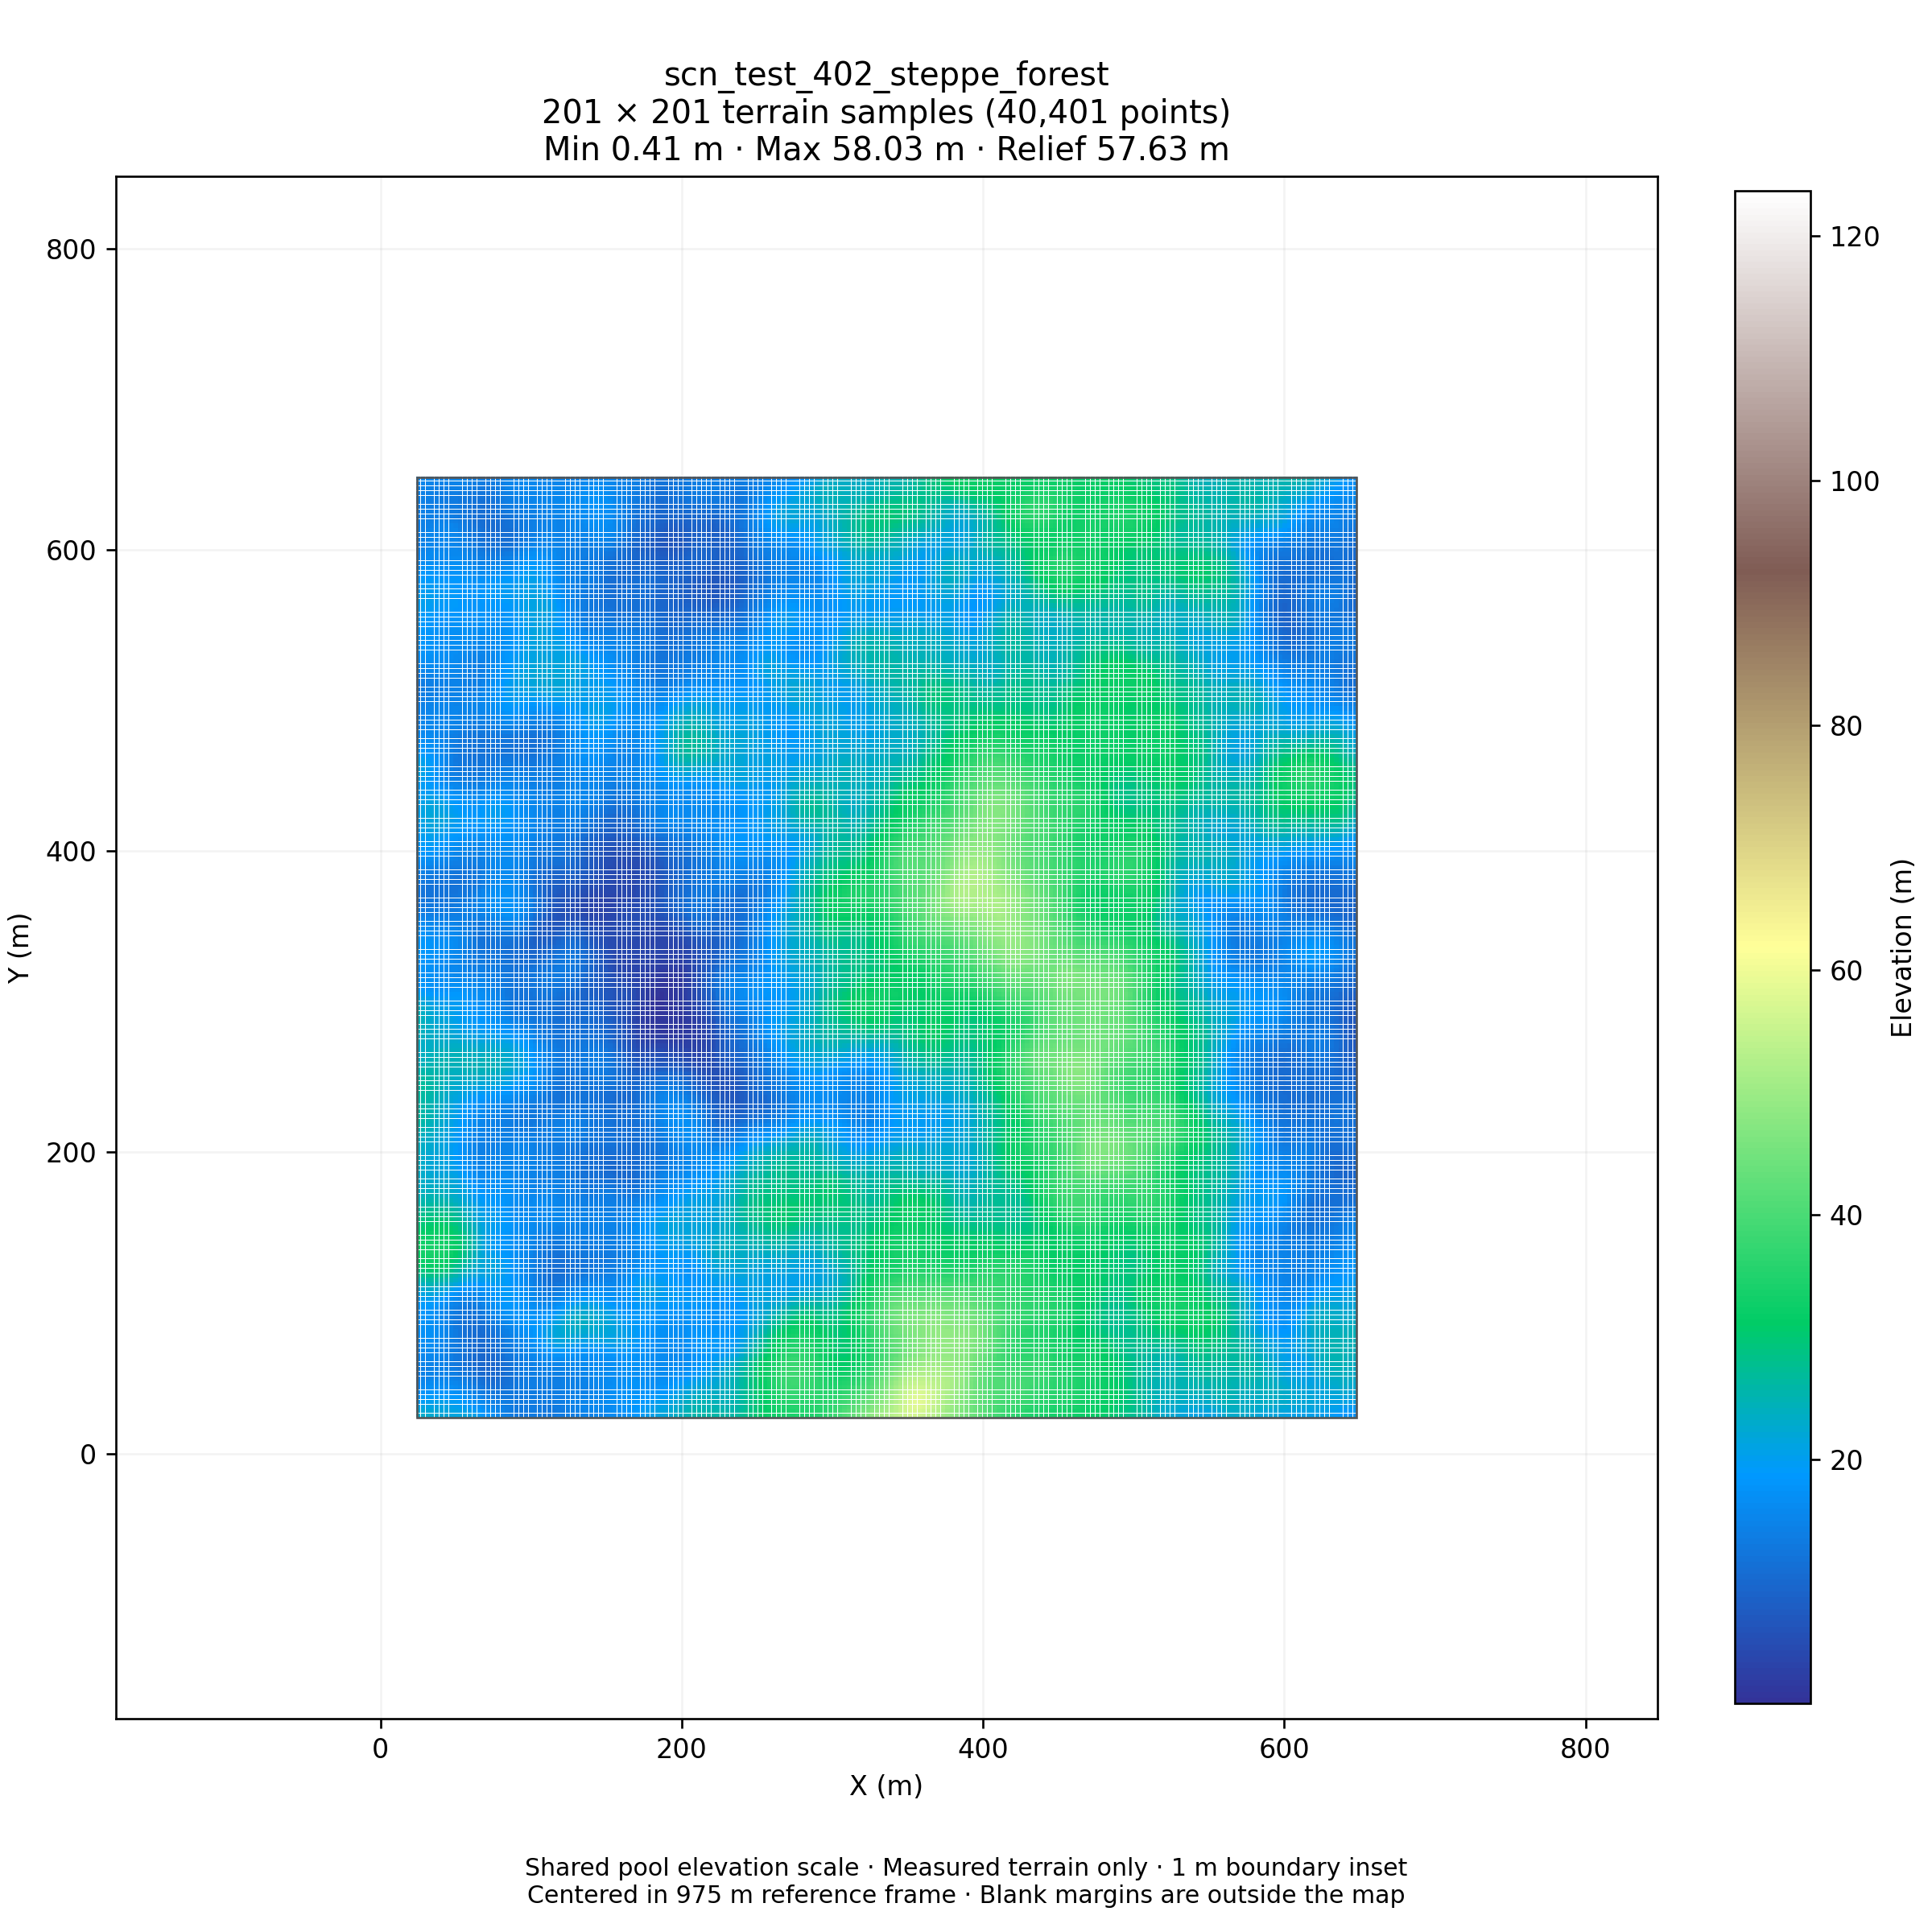 scn_test_402_steppe_forest
201 × 201 terrain samples (40,401 points)
Min 0.41 m · Max 58.03 m · Relief 57.63 m
800
600
400
200
0
Y (m)
0
200
400
600
800
X (m)
120
100
80
60
40
20
Elevation (m)
Shared pool elevation scale · Measured terrain only · 1 m boundary inset
Centered in 975 m reference frame · Blank margins are outside the map